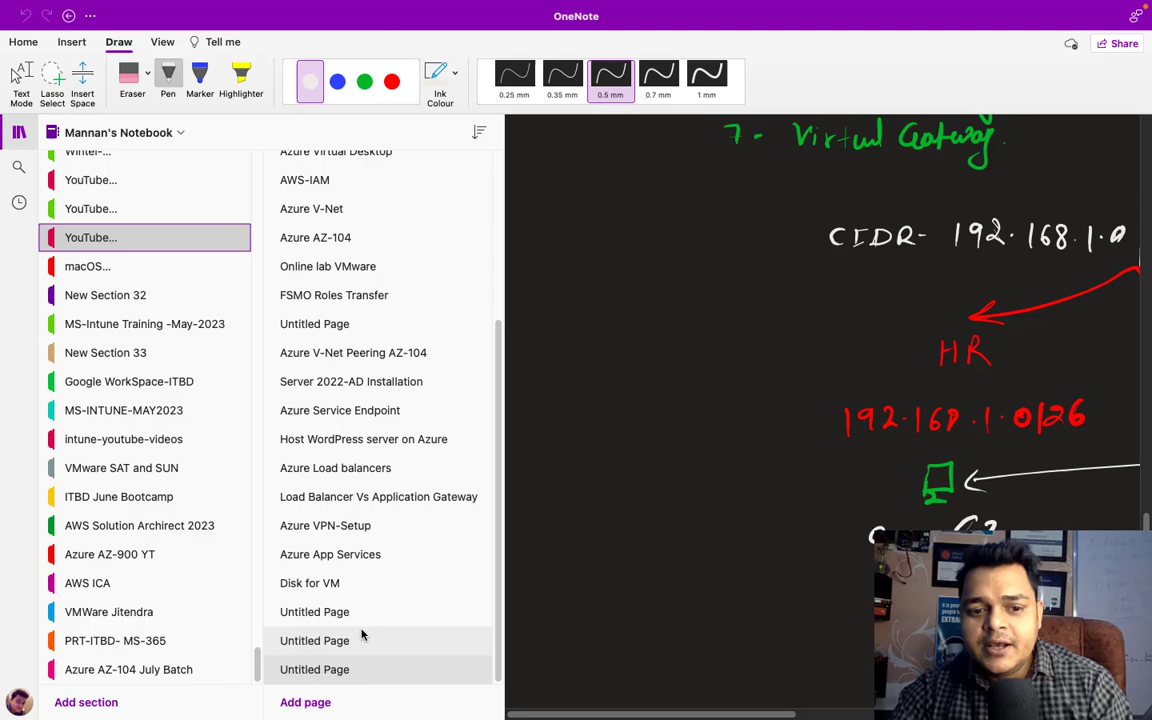 OneNote
Home
Insert
Draw
View
Tell me
Share
Text
Mode
Lasso
Select
Insert
Space
Eraser
Pen
Marker
Highlighter
Ink
Colour
0.25 mm
0.35 mm
0.5 mm
0.7 mm
1 mm
Mannan's Notebook
Winter-...
YouTube...
YouTube...
YouTube...
macOS...
New Section 32
MS-Intune Training -May-2023
New Section 33
Google WorkSpace-ITBD
MS-INTUNE-MAY2023
intune-youtube-videos
VMware SAT and SUN
ITBD June Bootcamp
AWS Solution Archirect 2023
Azure AZ-900 YT
AWS ICA
VMWare Jitendra
PRT-ITBD- MS-365
Azure AZ-104 July Batch
Add section
Azure Virtual Desktop
AWS-IAM
Azure V-Net
Azure AZ-104
Online lab VMware
FSMO Roles Transfer
Untitled Page
Azure V-Net Peering AZ-104
Server 2022-AD Installation
Azure Service Endpoint
Host WordPress server on Azure
Azure Load balancers
Load Balancer Vs Application Gateway
Azure VPN-Setup
Azure App Services
Disk for VM
Untitled Page
Untitled Page
Untitled Page
Add page
7 - Virtual Gateway.
CIDR- 192.168.1.0
HR
192.168.1.0/26